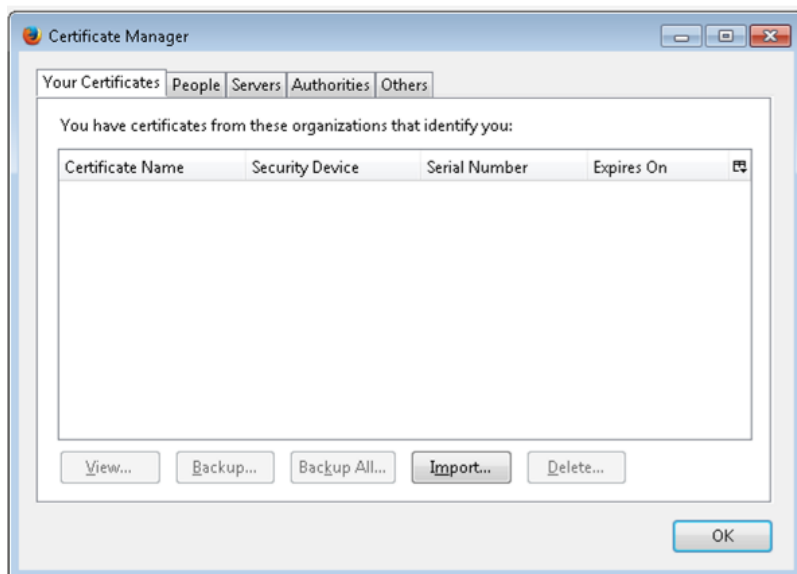 Certificate Manager
Your Certificates People Servers Authorities Others
You have certificates from these organizations that identify you:
Certificate Name Security Device Serial Number Expires On
View... Backup... Backup All... Import... Delete...
OK